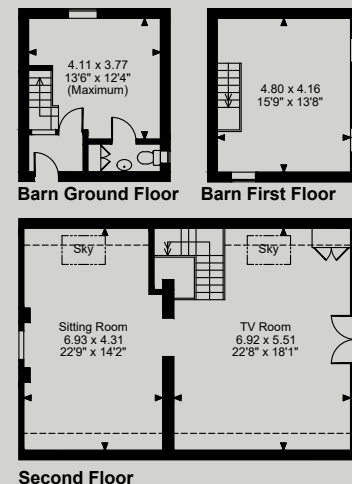 4.11 x 3.77
13'6" x 12'4"
(Maximum)
4.80 x 4.16
15'9" x 13'8"
Barn Ground Floor
Barn First Floor
Sky
Sky
Sitting Room
6.93 x 4.31
22'9" x 14'2"
TV Room
6.92 x 5.51
22'8" x 18'1"
Second Floor